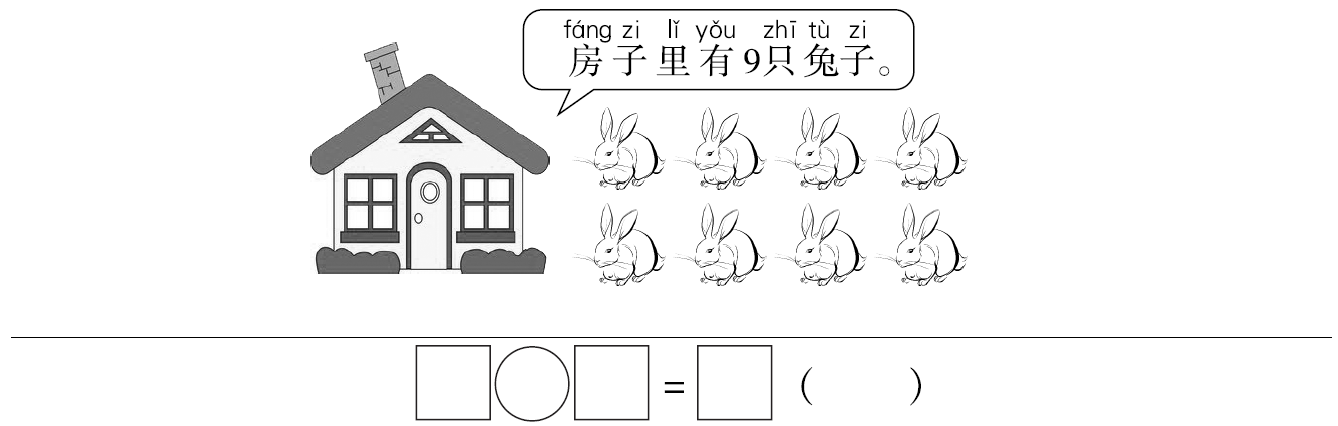 fáng zi lǐ yǒu zhī tù zi
房子里有9只兔子。
= ( )